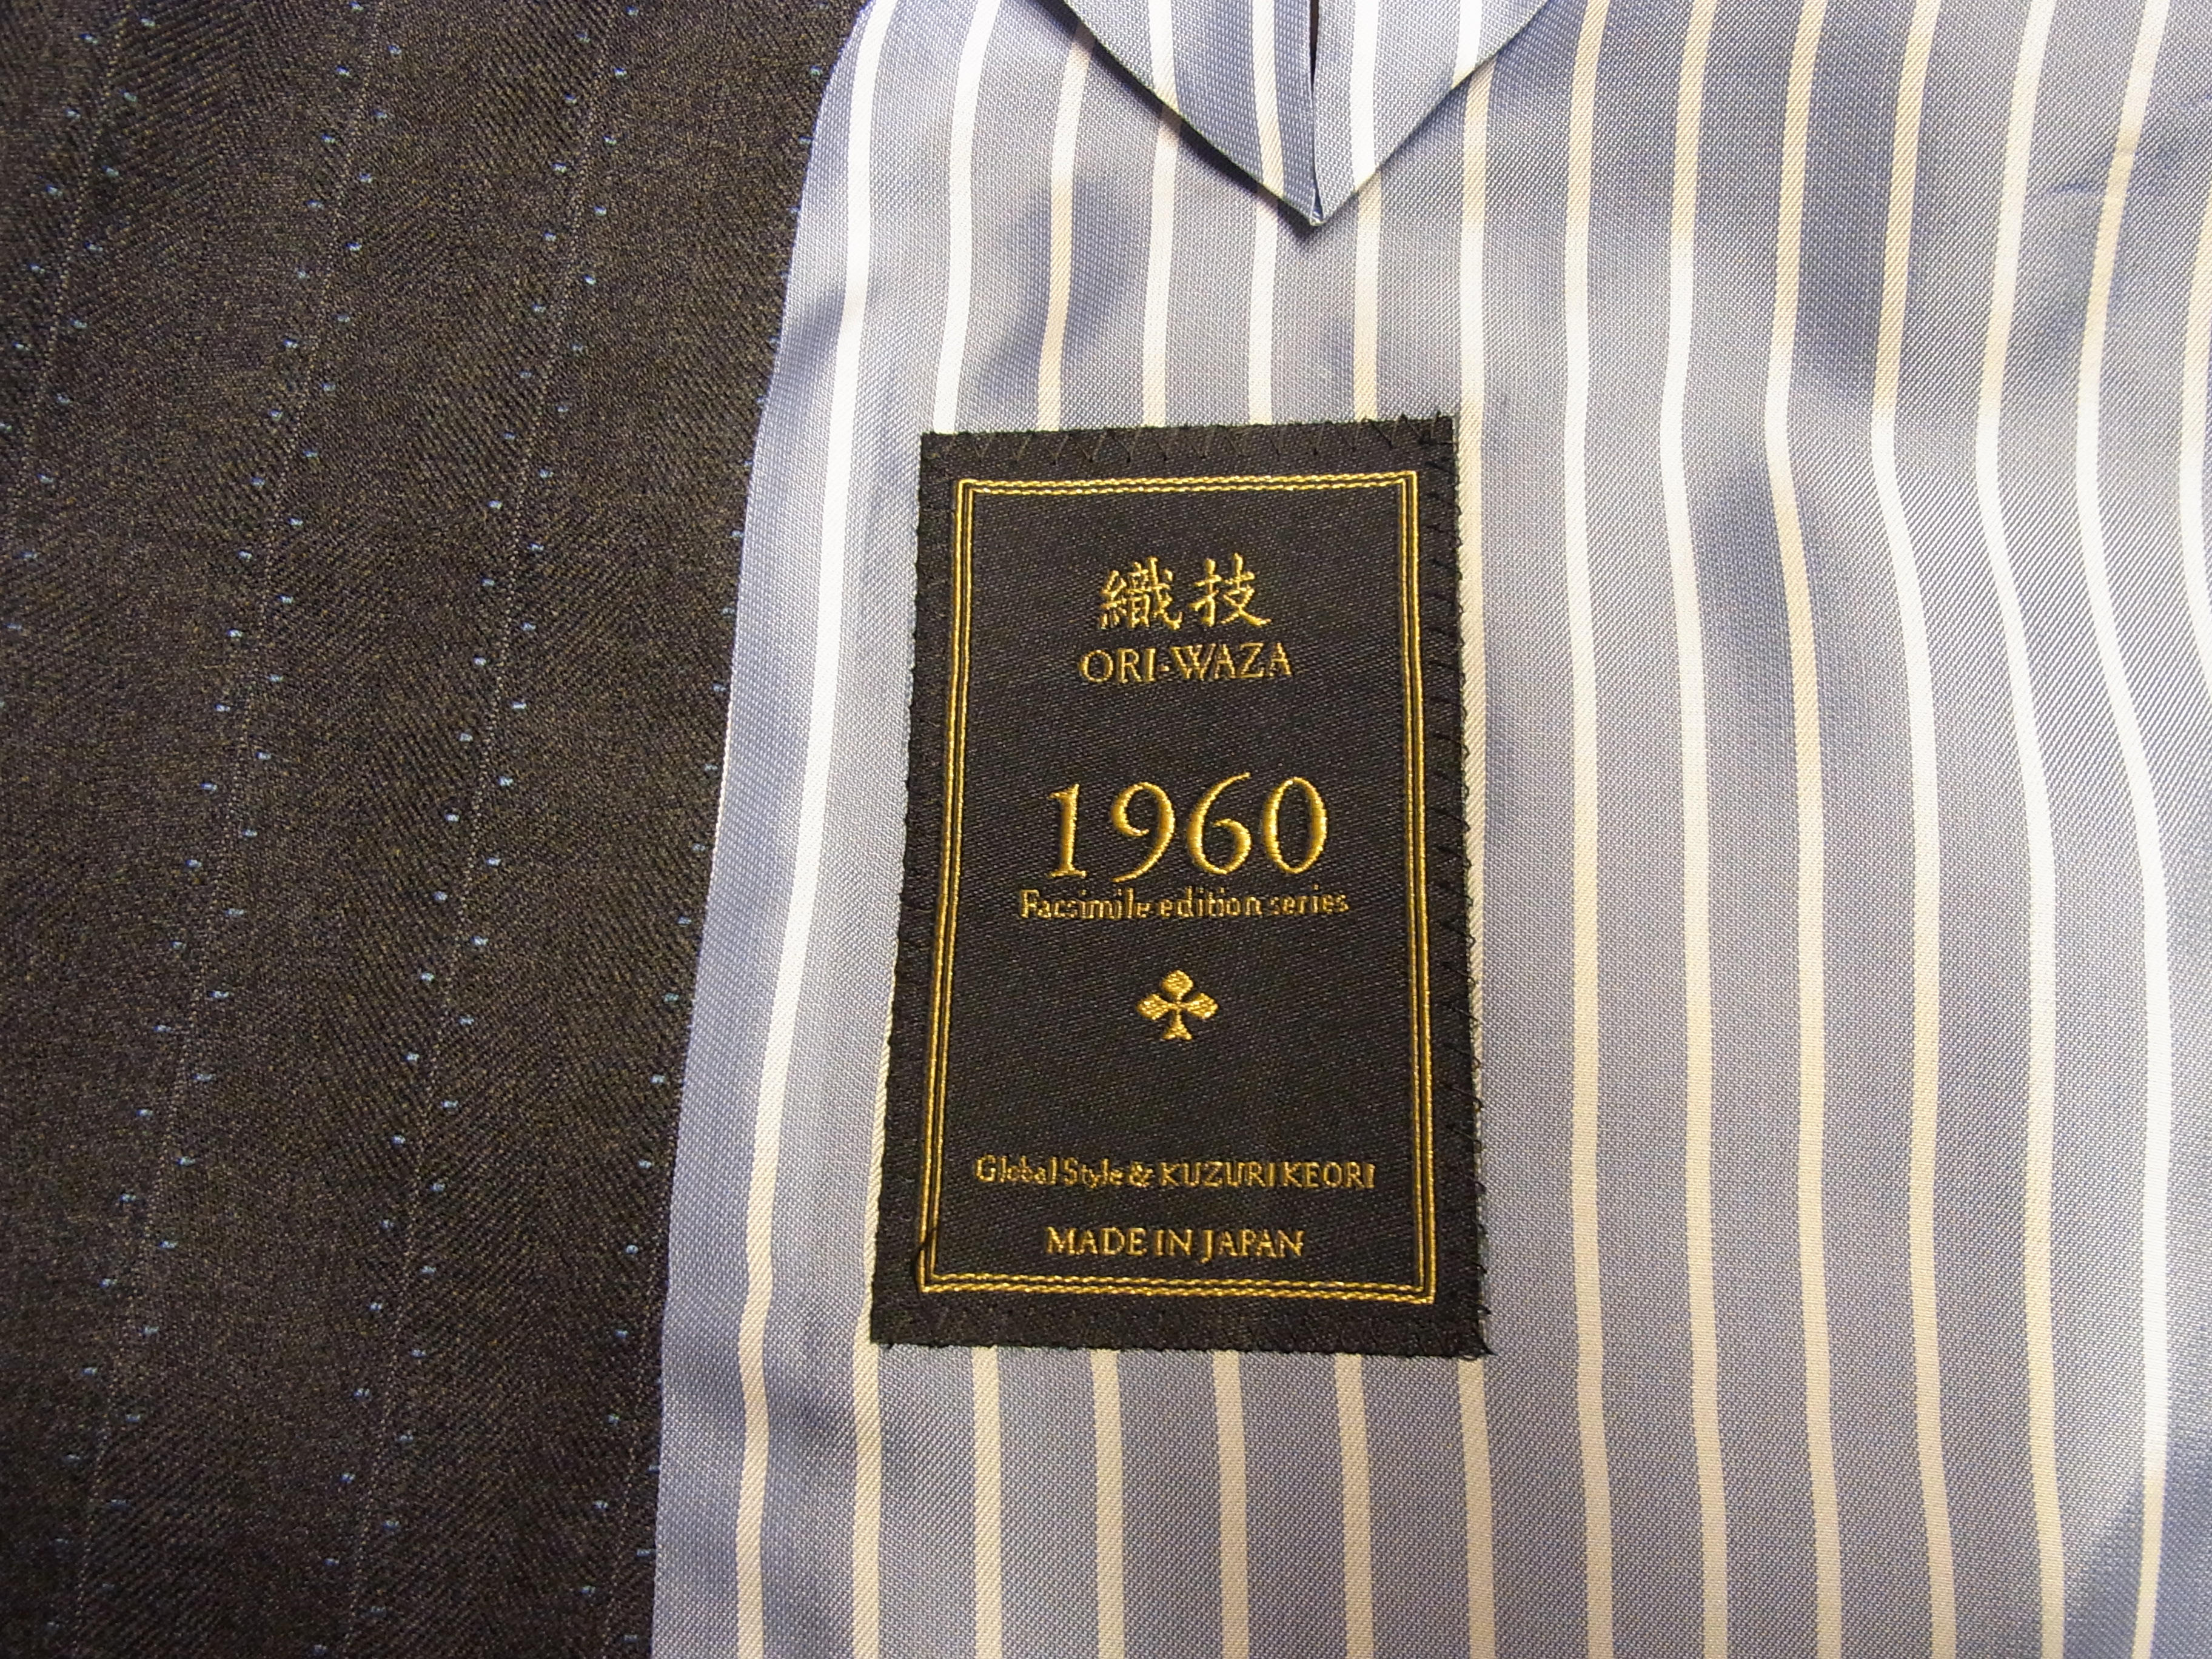 織技
ORI-WAZA
1960
Facsimile edition series
Global Style & KUZURI KEORI
MADE IN JAPAN